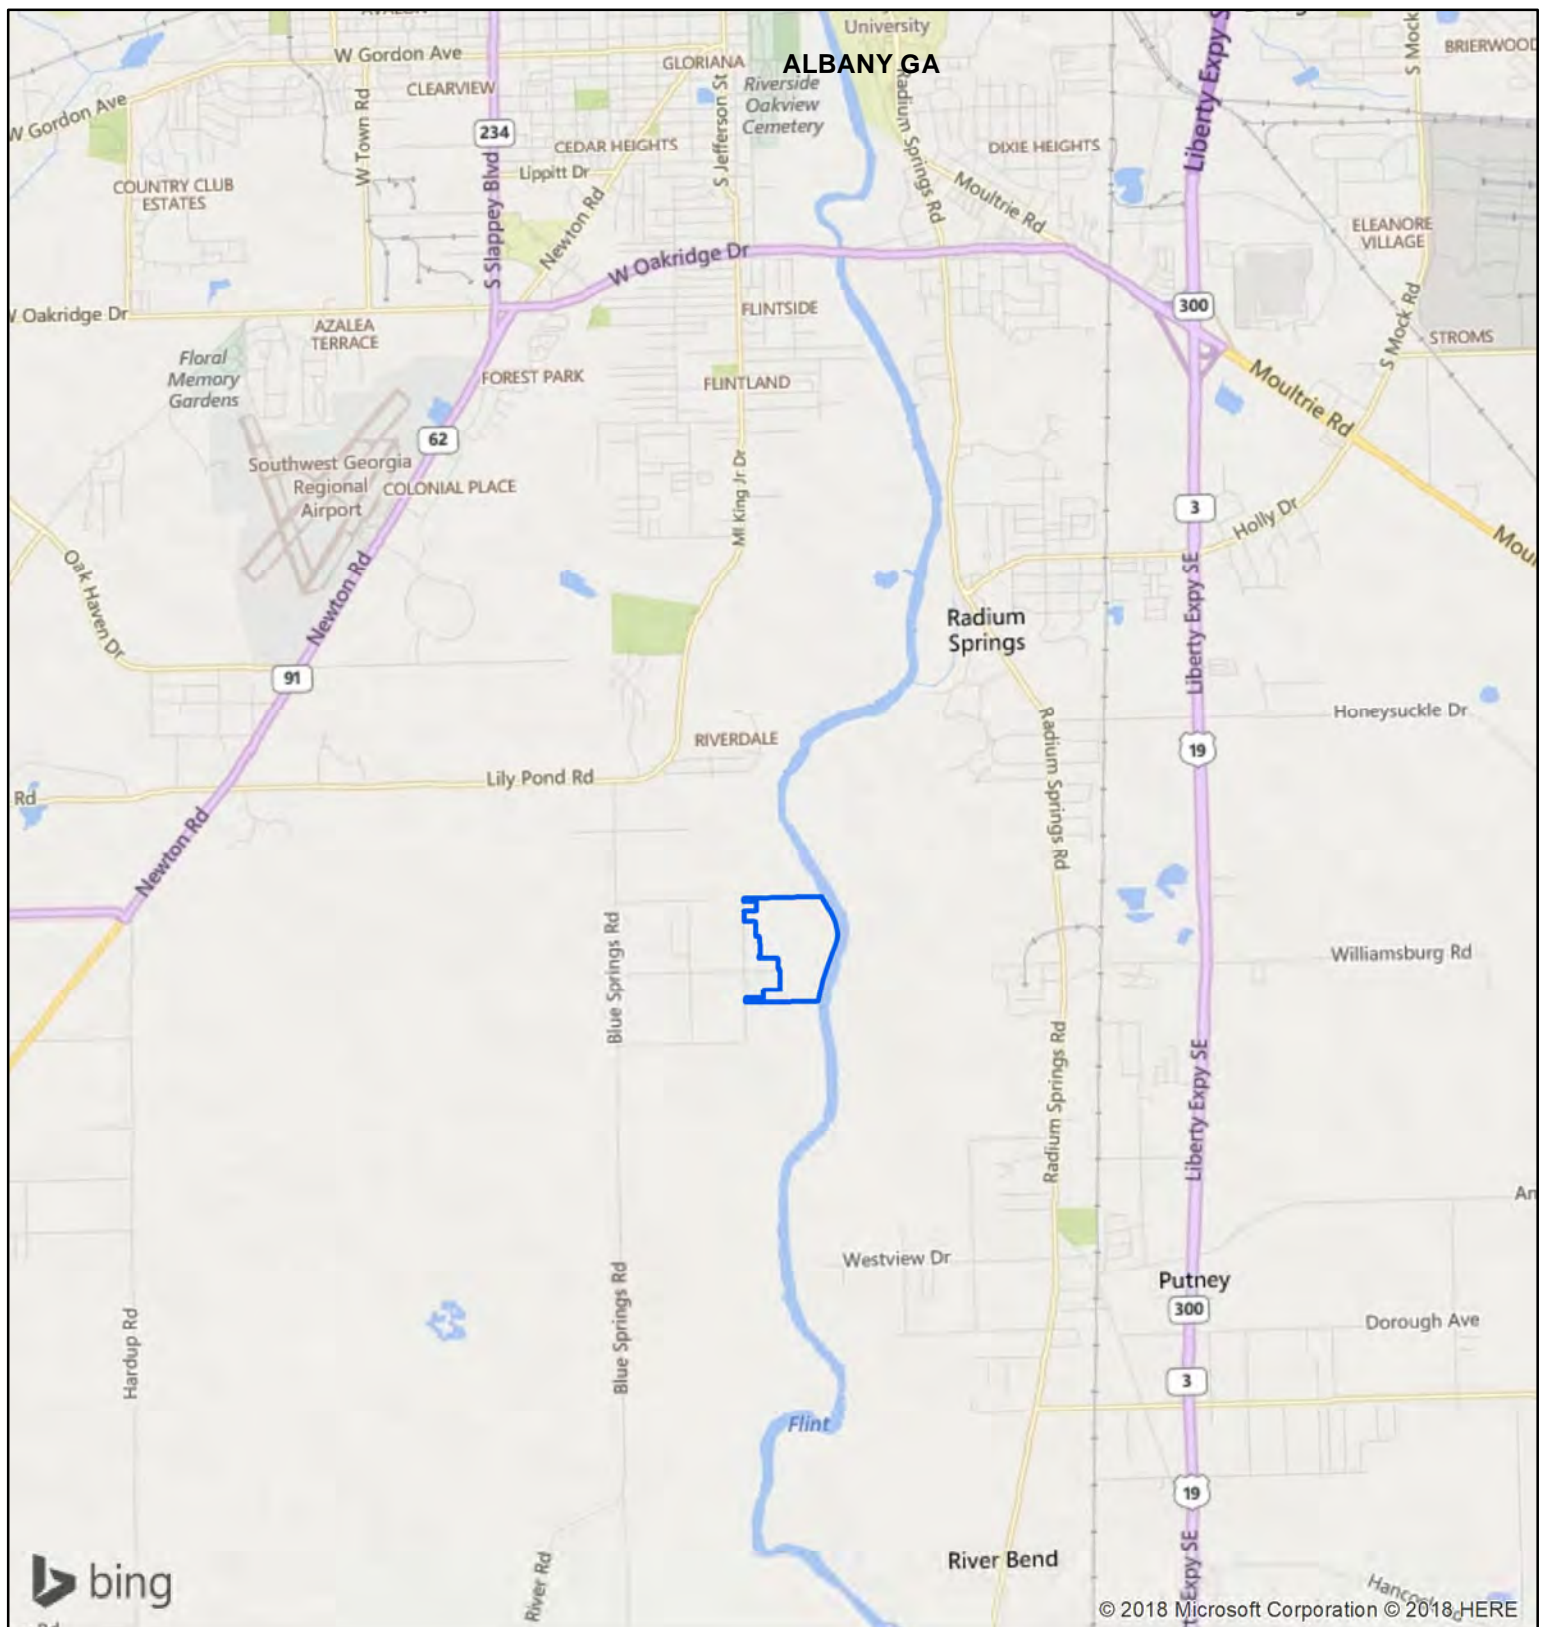 University
ALBANY GA
BRIERWOOD
W Gordon Ave
GLORIANA
CLEARVIEW
Riverside
Oakview
Cemetery
S Mock
Liberty Expy S
W Gordon Ave
W Town Rd
234
S Jefferson St
CEDAR HEIGHTS
Lippitt Dr
Radium Springs Rd
DIXIE HEIGHTS
Moultrie Rd
COUNTRY CLUB
ESTATES
S Slappey Blvd
Newton Rd
W Oakridge Dr
ELEANORE
VILLAGE
W Oakridge Dr
AZALEA
TERRACE
FLINTSIDE
300
S Mock Rd
STROMS
Floral
Memory
Gardens
FOREST PARK
FLINTLAND
Moultrie Rd
62
Southwest Georgia
Regional
Airport
COLONIAL PLACE
Ml King Jr Dr
3
Holly Dr
Moul
Oak Haven Dr
Newton Rd
Liberty Expy SE
Radium
Springs
91
Honeysuckle Dr
RIVERDALE
Radium Springs Rd
19
Lily Pond Rd
Rd
Newton Rd
Blue Springs Rd
Williamsburg Rd
Radium Springs Rd
Liberty Expy SE
An
Westview Dr
Putney
300
Dorough Ave
Hardup Rd
Blue Springs Rd
3
Flint
19
River Bend
River Rd
Expy SE
bing
© 2018 Microsoft Corporation © 2018 HERE